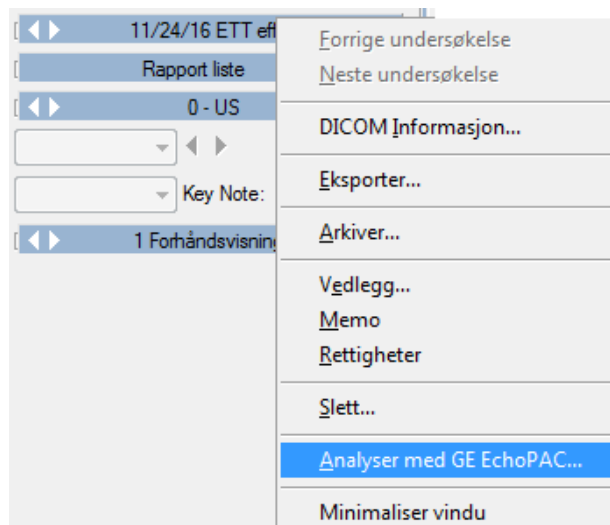 11/24/16 ETT eff
Rapport liste
0 - US
Key Note:
1 Forhåndsvisning
Forrige undersøkelse
Neste undersøkelse
DICOM Informasjon...
Eksporter...
Arkiver...
Vedlegg...
Memo
Rettigheter
Slett...
Analyser med GE EchoPAC...
Minimaliser vindu